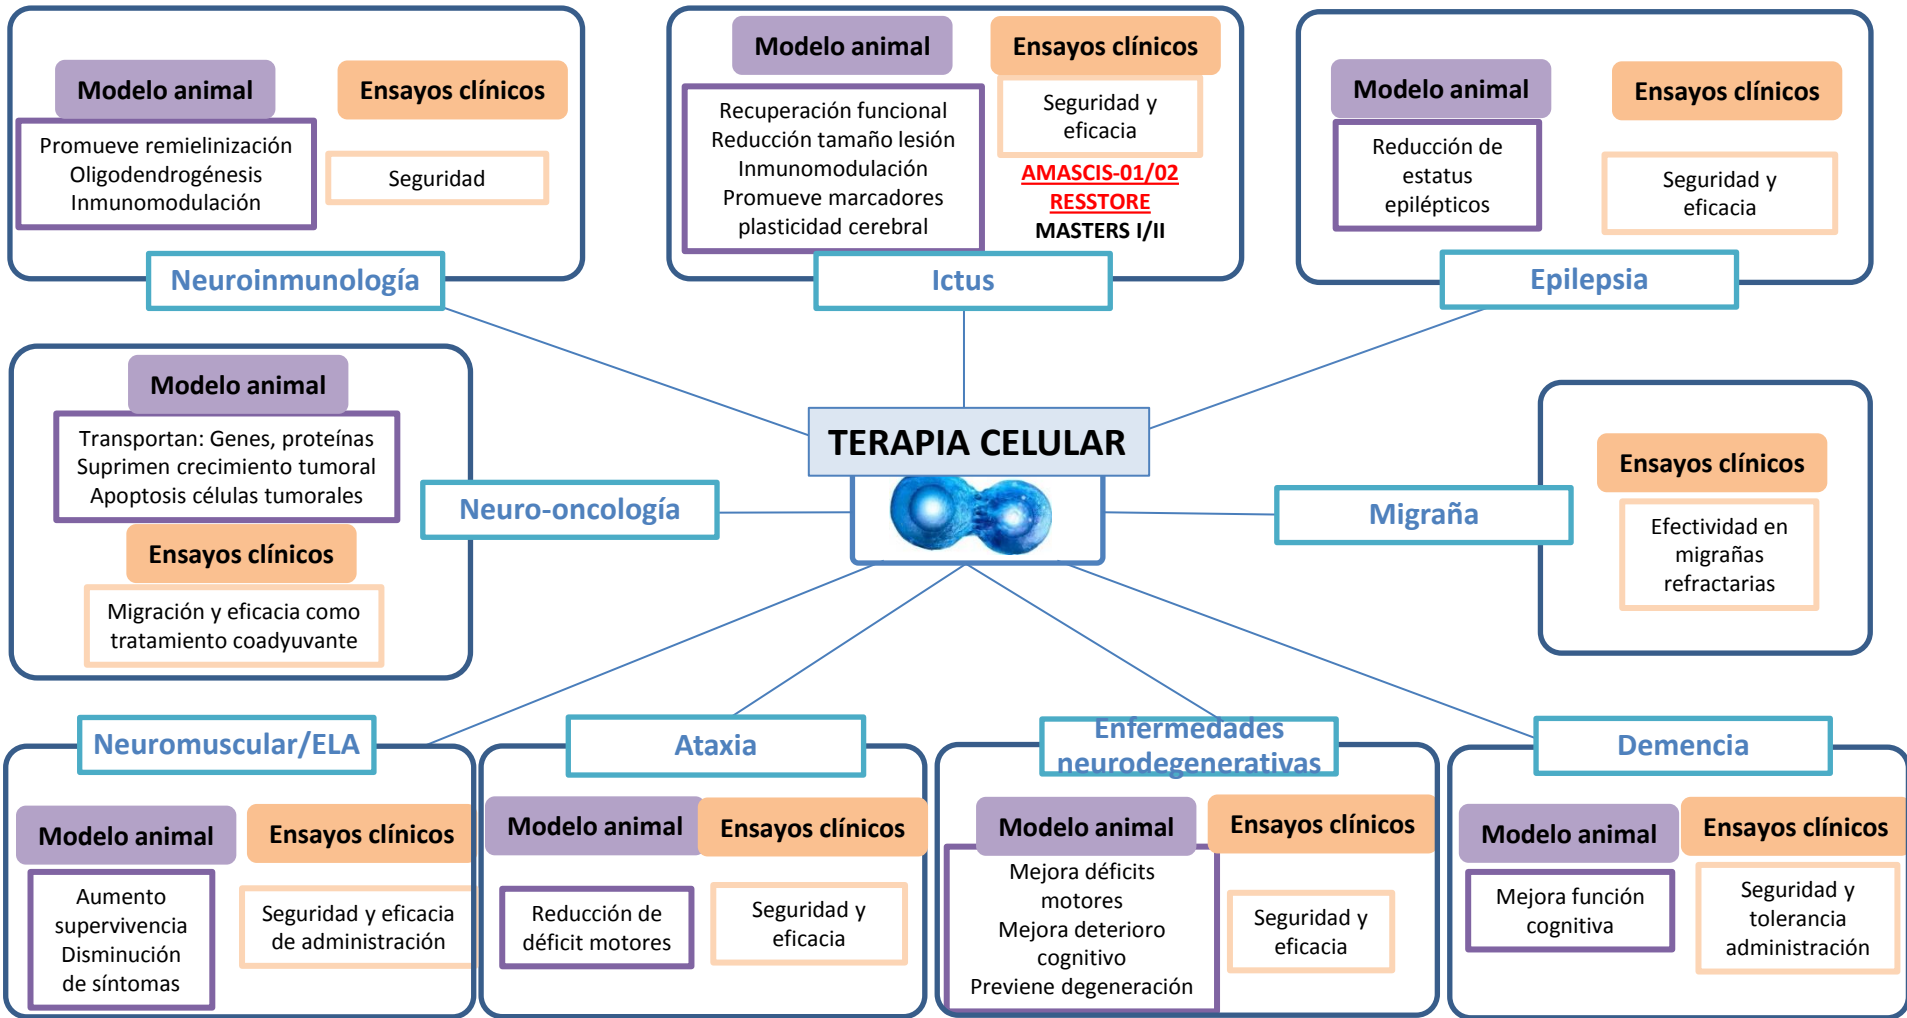 Modelo animal
Ensayos clínicos
Promueve remielinización
Oligodendrogénesis
Inmunomodulación
Seguridad
Neuroinmunología
Modelo animal
Ensayos clínicos
Recuperación funcional
Reducción tamaño lesión
Inmunomodulación
Promueve marcadores
plasticidad cerebral
Seguridad y
eficacia
AMASCIS-01/02
RESSTORE
MASTERS I/II
Ictus
Modelo animal
Ensayos clínicos
Reducción de
estatus
epilépticos
Seguridad y
eficacia
Epilepsia
Modelo animal
Transportan: Genes, proteínas
Suprimen crecimiento tumoral
Apoptosis células tumorales
Ensayos clínicos
Migración y eficacia como
tratamiento coadyuvante
Neuro-oncología
TERAPIA CELULAR
Migraña
Ensayos clínicos
Efectividad en
migrañas
refractarias
Neuromuscular/ELA
Modelo animal
Ensayos clínicos
Aumento
supervivencia
Disminución
de síntomas
Seguridad y eficacia
de administración
Ataxia
Modelo animal
Ensayos clínicos
Reducción de
déficit motores
Seguridad y
eficacia
Enfermedades
neurodegenerativas
Modelo animal
Ensayos clínicos
Mejora déficits
motores
Mejora deterioro
cognitivo
Previene degeneración
Seguridad y
eficacia
Demencia
Modelo animal
Ensayos clínicos
Mejora función
cognitiva
Seguridad y
tolerancia
administración